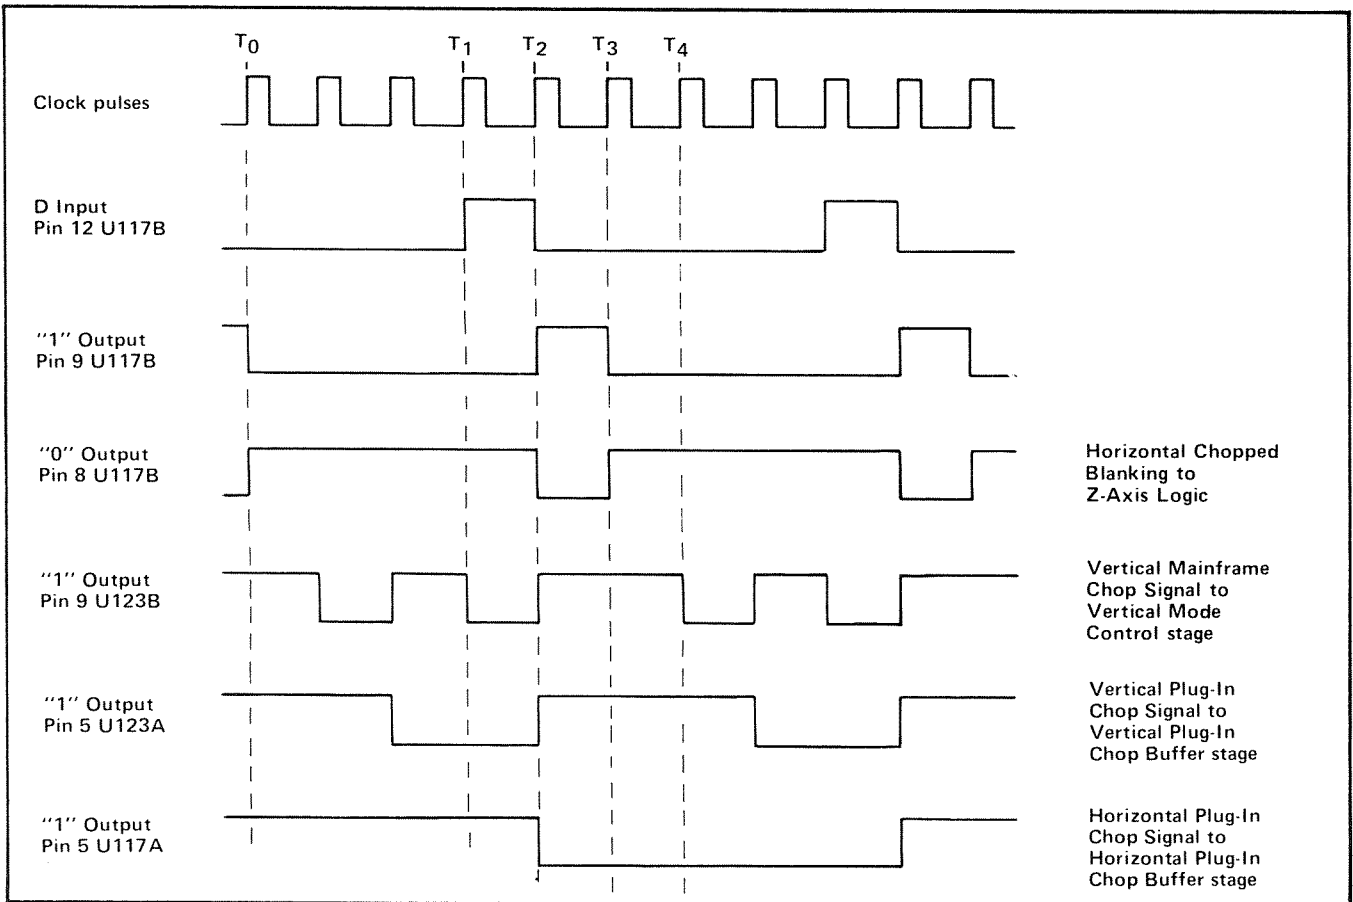 T0 T1 T2 T3 T4
Clock pulses
D Input
Pin 12 U117B
"1" Output
Pin 9 U117B
"0" Output
Pin 8 U117B
Horizontal Chopped
Blanking to
Z-Axis Logic
"1" Output
Pin 9 U123B
Vertical Mainframe
Chop Signal to
Vertical Mode
Control stage
"1" Output
Pin 5 U123A
Vertical Plug-In
Chop Signal to
Vertical Plug-In
Chop Buffer stage
"1" Output
Pin 5 U117A
Horizontal Plug-In
Chop Signal to
Horizontal Plug-In
Chop Buffer stage